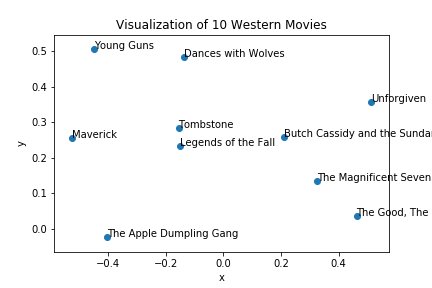 Visualization of 10 Western Movies
Young Guns
Dances with Wolves
Unforgiven
Tombstone
Maverick
Butch Cassidy and the
Legends of the Fall
The Magnificent Seven
The Good, The
The Apple Dumpling Gang
0.5
0.4
0.3
0.2
0.1
0.0
y
−0.4
−0.2
0.0
0.2
0.4
x